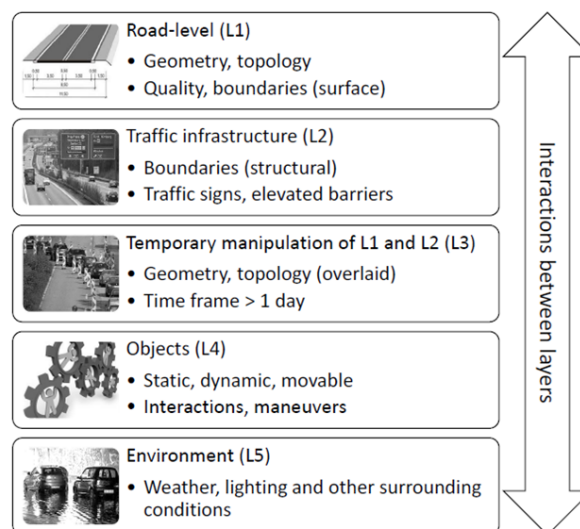 Road-level (L1)
• Geometry, topology
• Quality, boundaries (surface)
Traffic infrastructure (L2)
• Boundaries (structural)
• Traffic signs, elevated barriers
Temporary manipulation of L1 and L2 (L3)
• Geometry, topology (overlaid)
• Time frame > 1 day
Objects (L4)
• Static, dynamic, movable
• Interactions, maneuvers
Environment (L5)
• Weather, lighting and other surrounding
conditions
Interactions between layers